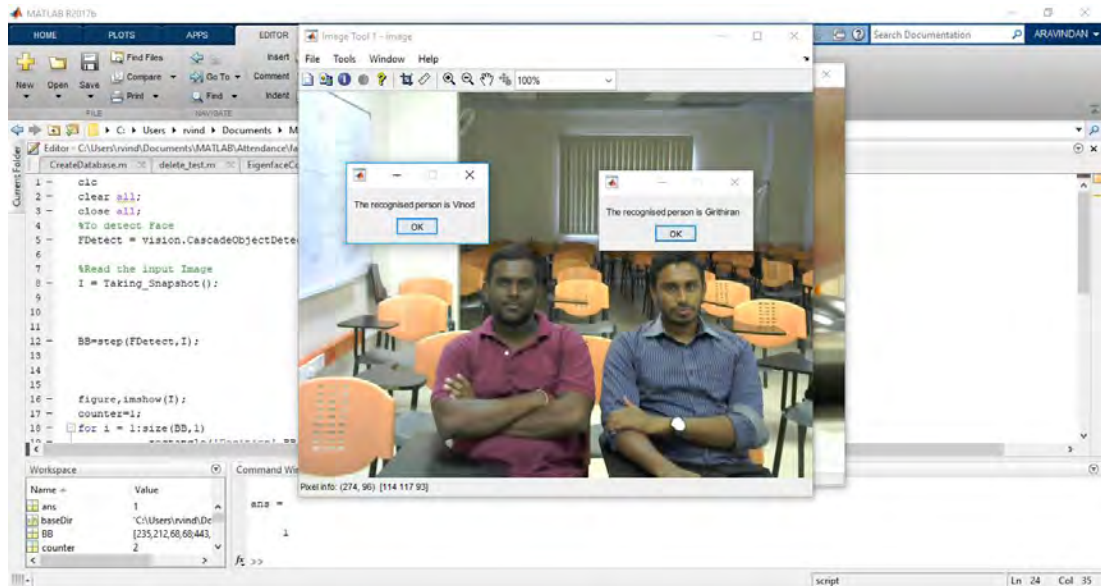 MATLAB R2017b
HOME PLOTS APPS EDITOR
Search Documentation ARAVINDAN
New Open Save
Find Files
Compare
Print
Go To
Find
Insert
Comment
Indent
FILE NAVIGATE
C: Users rvind Documents M
Current Folder
Editor - C:\Users\rvind\Documents\MATLAB\Attendance\fa
CreateDatabase.m delete_test.m EigenfaceCo
1 - clc
2 - clear all;
3 - close all;
4 %To detect Face
5 - FDetect = vision.CascadeObjectDete
6
7 %Read the input Image
8 - I = Taking_Snapshot();
9
10
11
12 - BB=step(FDetect,I);
13
14
15
16 - figure,imshow(I);
17 - counter=1;
18 - for i = 1:size(BB,1)
Image Tool 1 - Image
File Tools Window Help
100%
The recognised person is Vinod
OK
The recognised person is Girithiran
OK
Pixel info: (274, 96) [114 117 93]
Workspace
Name Value
ans 1
baseDir 'C:\Users\rvind\Dc
BB [235,212,68,68;443,
counter 2
Command Win
ans =
1
fx >>
script Ln 24 Col 35